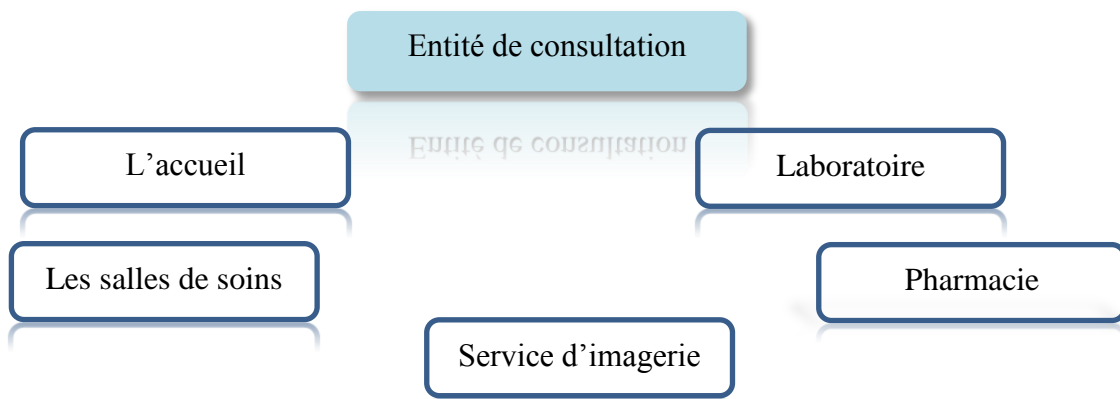 Entité de consultation
L’accueil
Laboratoire
Les salles de soins
Pharmacie
Service d’imagerie